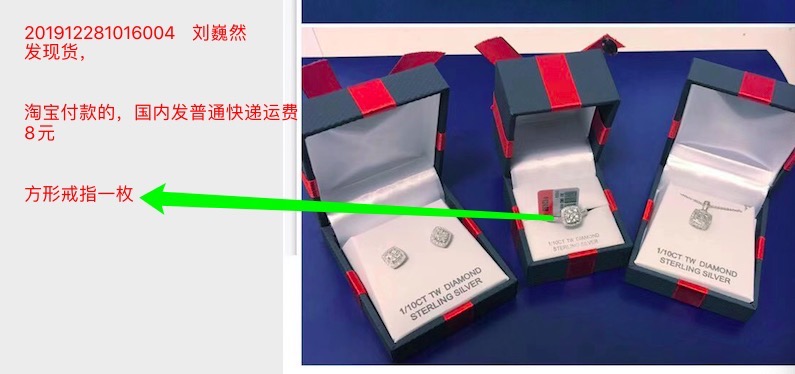 201912281016004 刘巍然
发现货，
淘宝付款的，国内发普通快递运费
8元
方形戒指一枚
1/10CT TW DIAMOND
STERLING SILVER
1/10CT TW DIAMOND
STERLING SILVER
1/10CT TW DIAMOND
STERLING SILVER